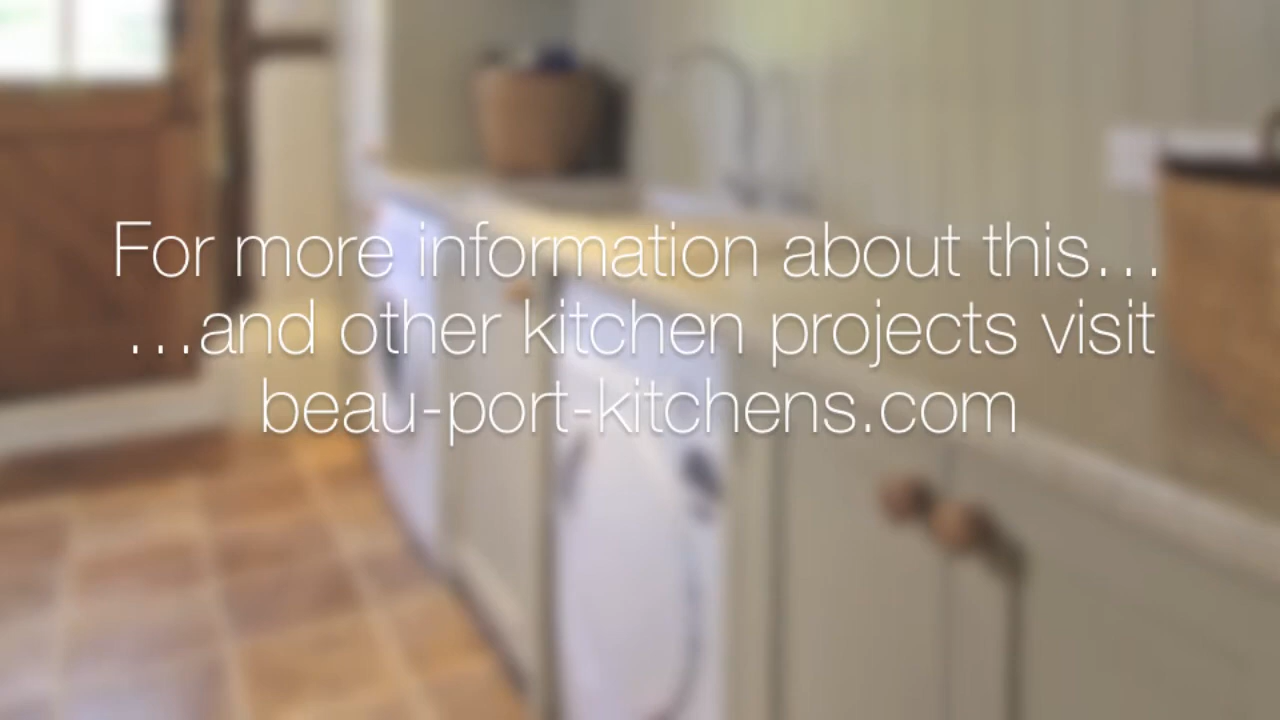 For more information about this…
…and other kitchen projects visit
beau-port-kitchens.com